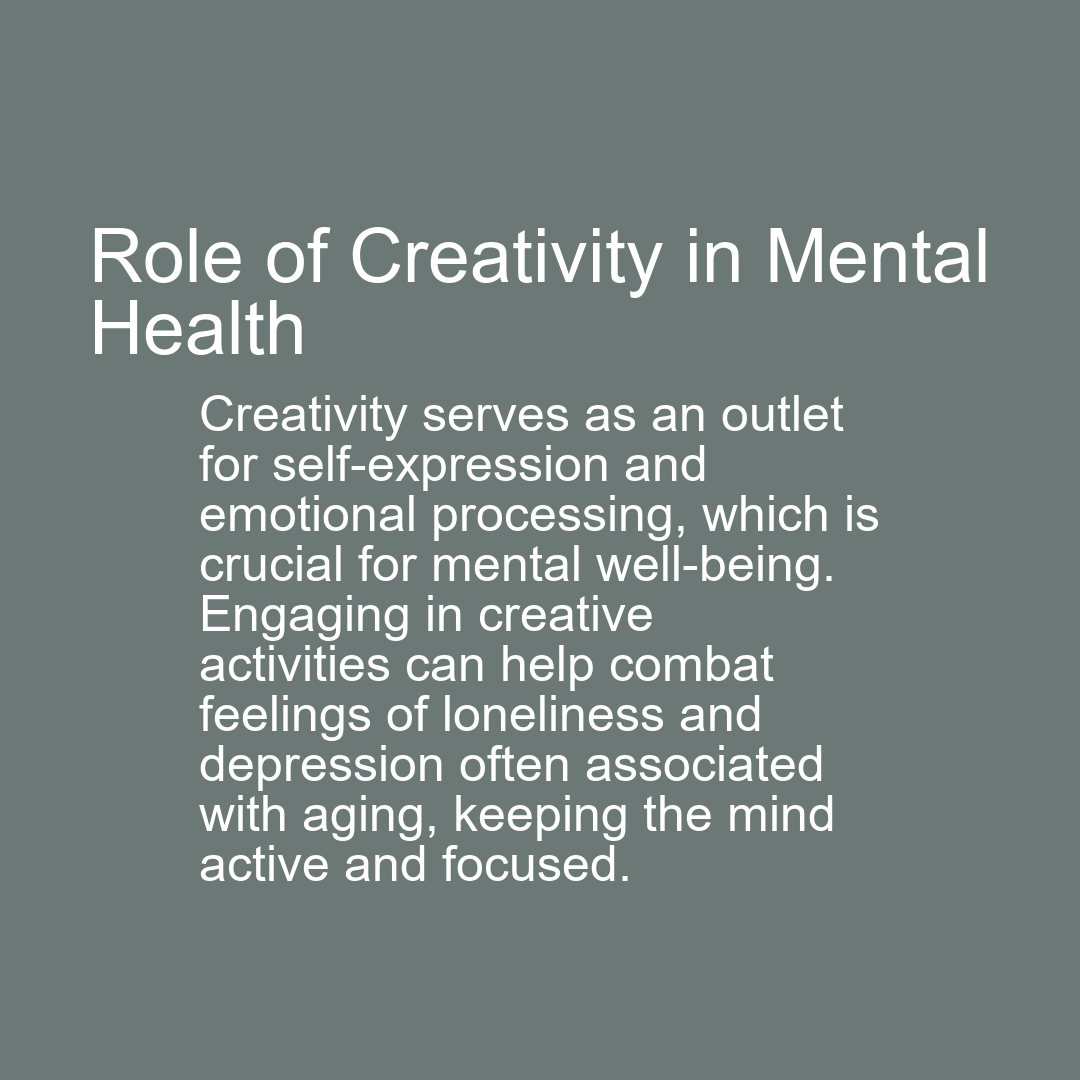 Role of Creativity in Mental
Health
Creativity serves as an outlet
for self-expression and
emotional processing, which is
crucial for mental well-being.
Engaging in creative
activities can help combat
feelings of loneliness and
depression often associated
with aging, keeping the mind
active and focused.